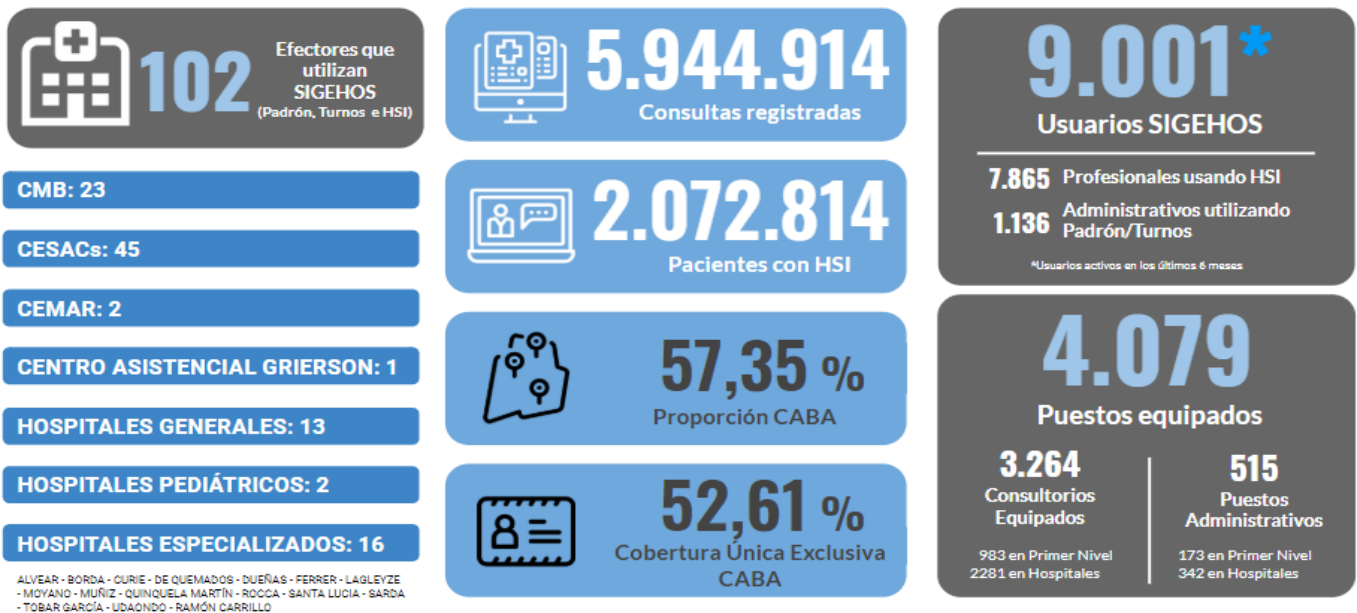 102
Efectores que
utilizan
SIGEHOS
(Padrón, Turnos e HSI)
CMB: 23
CESACs: 45
CEMAR: 2
CENTRO ASISTENCIAL GRIERSON: 1
HOSPITALES GENERALES: 13
HOSPITALES PEDIÁTRICOS: 2
HOSPITALES ESPECIALIZADOS: 16
ALVEAR - BORDA - CURIE - DE QUEMADOS - DUEÑAS - FERRER - LAGLEYZE
- MOYANO - MUÑIZ - QUINQUELA MARTÍN - ROCCA - SANTA LUCIA - SARDA
- TOBAR GARCÍA - UDAONDO - RAMÓN CARRILLO
5.944.914
Consultas registradas
2.072.814
Pacientes con HSI
57,35 %
Proporción CABA
52,61 %
Cobertura Única Exclusiva
CABA
9.001*
Usuarios SIGEHOS
7.865 Profesionales usando HSI
1.136 Administrativos utilizando
Padrón/Turnos
*Usuarios activos en los últimos 6 meses
4.079
Puestos equipados
3.264
Consultorios
Equipados
983 en Primer Nivel
2281 en Hospitales
515
Puestos
Administrativos
173 en Primer Nivel
342 en Hospitales